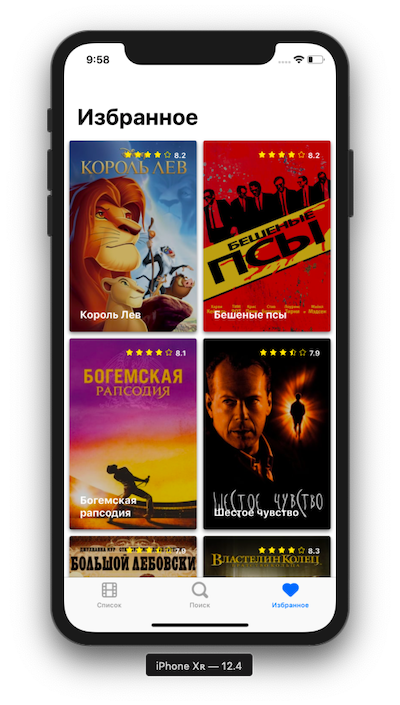 9:58
Избранное
8.2
КОРОЛЬ ЛЕВ
Король Лев
8.2
БЕШЕНЫЕ
ПСЫ
Бешеные псы
8.1
БОГЕМСКАЯ
РАПСОДИЯ
Богемская
рапсодия
7.9
ШЕСТОЕ ЧУВСТВО
Шестое чувство
7.9
БОЛЬШОЙ ЛЕБОВСКИ
8.3
ВЛАСТЕЛИН КОЛЕЦ
Список
Поиск
Избранное
iPhone XR — 12.4